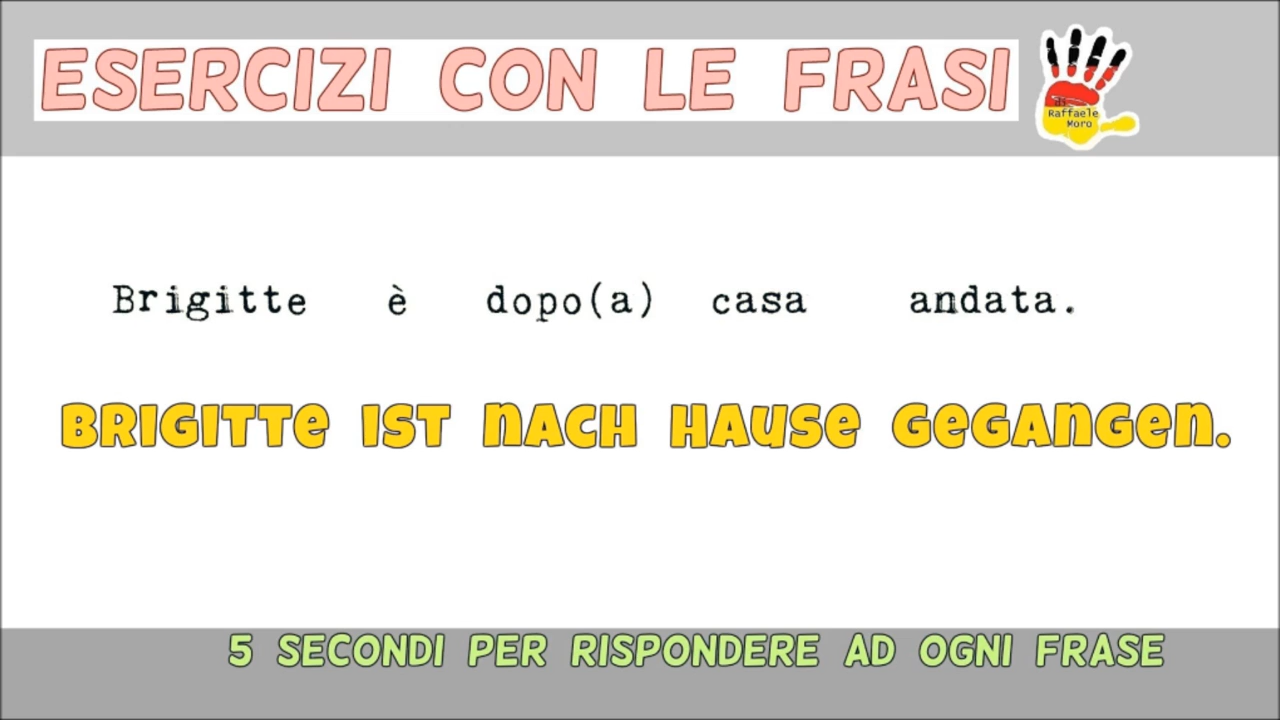 ESERCIZI CON LE FRASI
di
Raffaele
Moro
Brigitte è dopo(a) casa andata.
BRIGITTE IST NACH HAUSE GEGANGEN.
5 SECONDI PER RISPONDERE AD OGNI FRASE